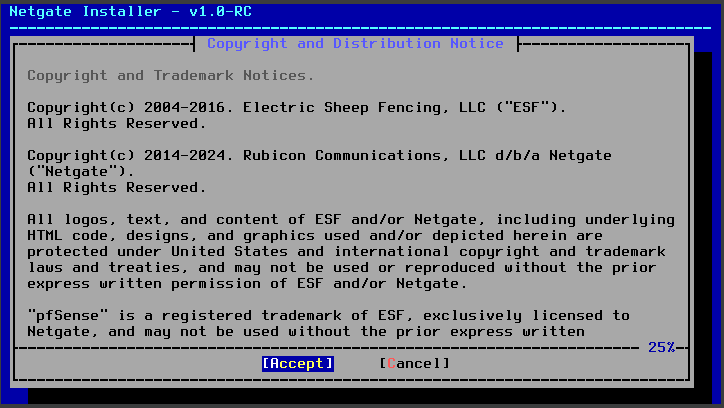 Netgate Installer - v1.0-RC
Copyright and Distribution Notice
Copyright and Trademark Notices.
Copyright(c) 2004-2016. Electric Sheep Fencing, LLC ("ESF").
All Rights Reserved.
Copyright(c) 2014-2024. Rubicon Communications, LLC d/b/a Netgate
("Netgate").
All Rights Reserved.
All logos, text, and content of ESF and/or Netgate, including underlying
HTML code, designs, and graphics used and/or depicted herein are
protected under United States and international copyright and trademark
laws and treaties, and may not be used or reproduced without the prior
express written permission of ESF and/or Netgate.
"pfSense" is a registered trademark of ESF, exclusively licensed to
Netgate, and may not be used without the prior express written
25%
[Accept] [Cancel]